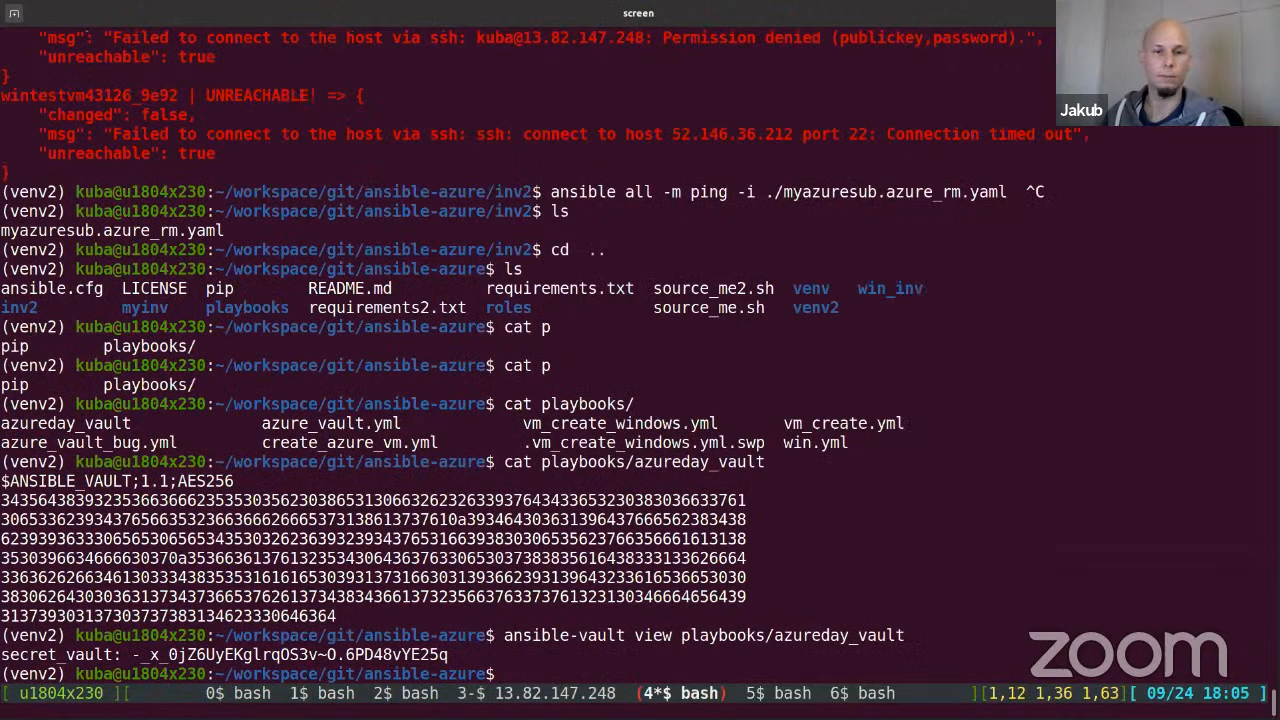 screen
"msg": "Failed to connect to the host via ssh: kuba@13.82.147.248: Permission denied (publickey,password).",
"unreachable": true
}
wintestvm43126_9e92 | UNREACHABLE! => {
"changed": false,
"msg": "Failed to connect to the host via ssh: ssh: connect to host 52.146.36.212 port 22: Connection timed out",
"unreachable": true
}
Jakub
(venv2) kuba@u1804x230:~/workspace/git/ansible-azure/inv2$ ansible all -m ping -i ./myazuresub.azure_rm.yaml  ^C
(venv2) kuba@u1804x230:~/workspace/git/ansible-azure/inv2$ ls
myazuresub.azure_rm.yaml
(venv2) kuba@u1804x230:~/workspace/git/ansible-azure/inv2$ cd  ..
(venv2) kuba@u1804x230:~/workspace/git/ansible-azure$ ls
ansible.cfg  LICENSE  pip        README.md          requirements.txt  source_me2.sh  venv   win_inv
inv2         myinv    playbooks  requirements2.txt  roles             source_me.sh   venv2
(venv2) kuba@u1804x230:~/workspace/git/ansible-azure$ cat p
pip        playbooks/
(venv2) kuba@u1804x230:~/workspace/git/ansible-azure$ cat p
pip        playbooks/
(venv2) kuba@u1804x230:~/workspace/git/ansible-azure$ cat playbooks/
azureday_vault              azure_vault.yml             vm_create_windows.yml       vm_create.yml
azure_vault_bug.yml         create_azure_vm.yml         .vm_create_windows.yml.swp  win.yml
(venv2) kuba@u1804x230:~/workspace/git/ansible-azure$ cat playbooks/azureday_vault
$ANSIBLE_VAULT;1.1;AES256
(venv2) kuba@u1804x230:~/workspace/git/ansible-azure$ ansible-vault view playbooks/azureday_vault
secret_vault: -_x_0jZ6UyEKglrqOS3v~O.6PD48vYE25q
(venv2) kuba@u1804x230:~/workspace/git/ansible-azure$
zoom
[ u1804x230 ][        0$ bash  1$ bash  2$ bash  3-$ 13.82.147.248  (4*$ bash)  5$ bash  6$ bash        ][1,12 1,36 1,63][ 09/24 18:05 ]